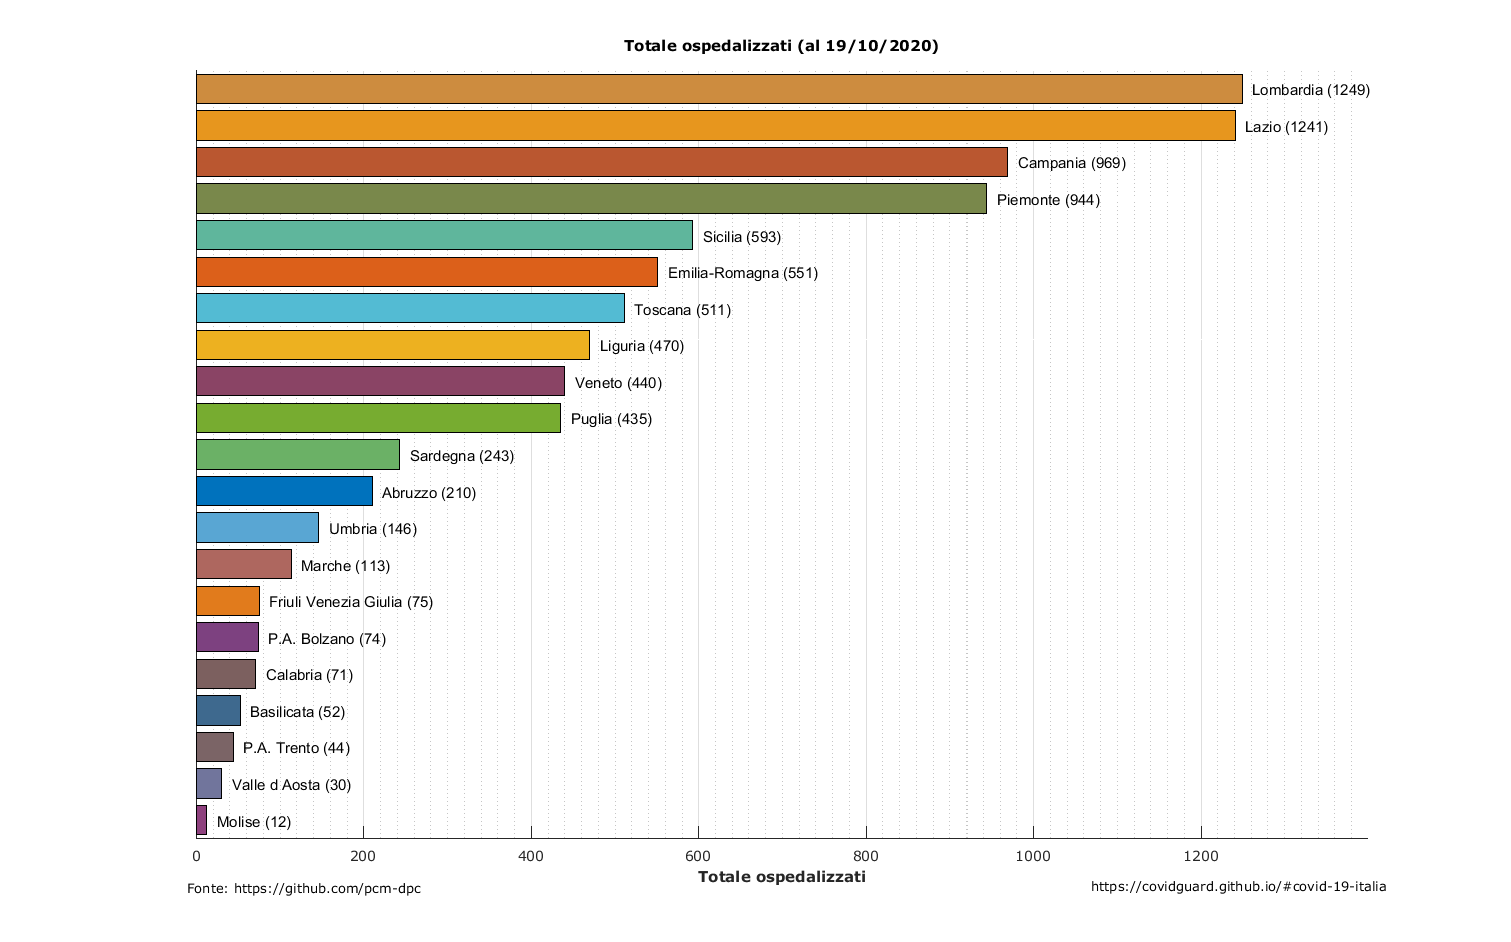 Totale ospedalizzati (al 19/10/2020)
Lombardia (1249)
Lazio (1241)
Campania (969)
Piemonte (944)
Sicilia (593)
Emilia-Romagna (551)
Toscana (511)
Liguria (470)
Veneto (440)
Puglia (435)
Sardegna (243)
Abruzzo (210)
Umbria (146)
Marche (113)
Friuli Venezia Giulia (75)
P.A. Bolzano (74)
Calabria (71)
Basilicata (52)
P.A. Trento (44)
Valle d Aosta (30)
Molise (12)
0 200 400 600 800 1000 1200
Totale ospedalizzati
Fonte: https://github.com/pcm-dpc
https://covidguard.github.io/#covid-19-italia